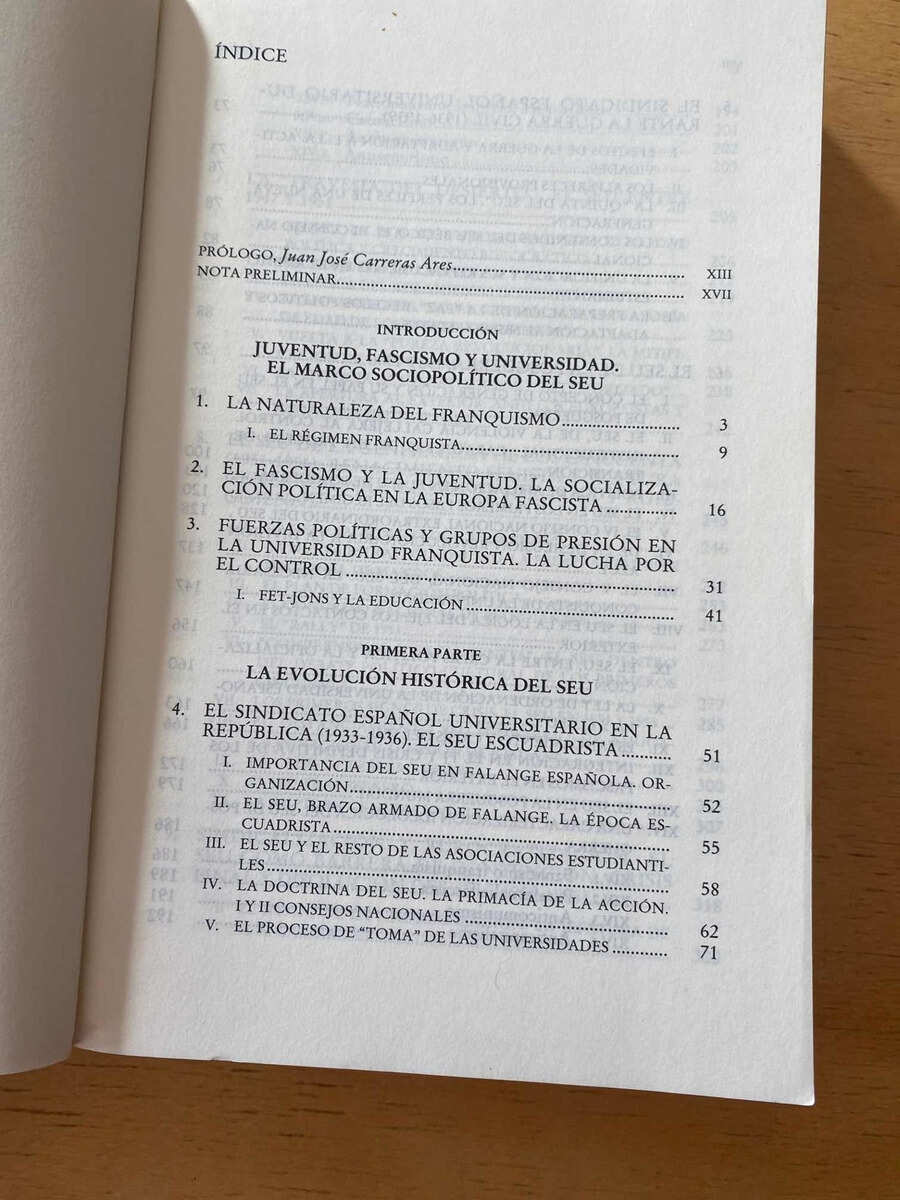 ÍNDICE
PRÓLOGO, Juan José Carreras Ares XIII
NOTA PRELIMINAR XVII
INTRODUCCIÓN
JUVENTUD, FASCISMO Y UNIVERSIDAD.
EL MARCO SOCIOPOLÍTICO DEL SEU
1. LA NATURALEZA DEL FRANQUISMO 3
I. EL RÉGIMEN FRANQUISTA 9
2. EL FASCISMO Y LA JUVENTUD. LA SOCIALIZA-
CIÓN POLÍTICA EN LA EUROPA FASCISTA 16
3. FUERZAS POLÍTICAS Y GRUPOS DE PRESIÓN EN
LA UNIVERSIDAD FRANQUISTA. LA LUCHA POR
EL CONTROL 31
I. FET-JONS Y LA EDUCACIÓN 41
PRIMERA PARTE
LA EVOLUCIÓN HISTÓRICA DEL SEU
4. EL SINDICATO ESPAÑOL UNIVERSITARIO EN LA
REPÚBLICA (1933-1936). EL SEU ESCUADRISTA 51
I. IMPORTANCIA DEL SEU EN FALANGE ESPAÑOLA. OR-
GANIZACIÓN 52
II. EL SEU, BRAZO ARMADO DE FALANGE. LA ÉPOCA ES-
CUADRISTA 55
III. EL SEU Y EL RESTO DE LAS ASOCIACIONES ESTUDIANTI-
LES 58
IV. LA DOCTRINA DEL SEU. LA PRIMACÍA DE LA ACCIÓN.
I Y II CONSEJOS NACIONALES 62
V. EL PROCESO DE “TOMA” DE LAS UNIVERSIDADES 71